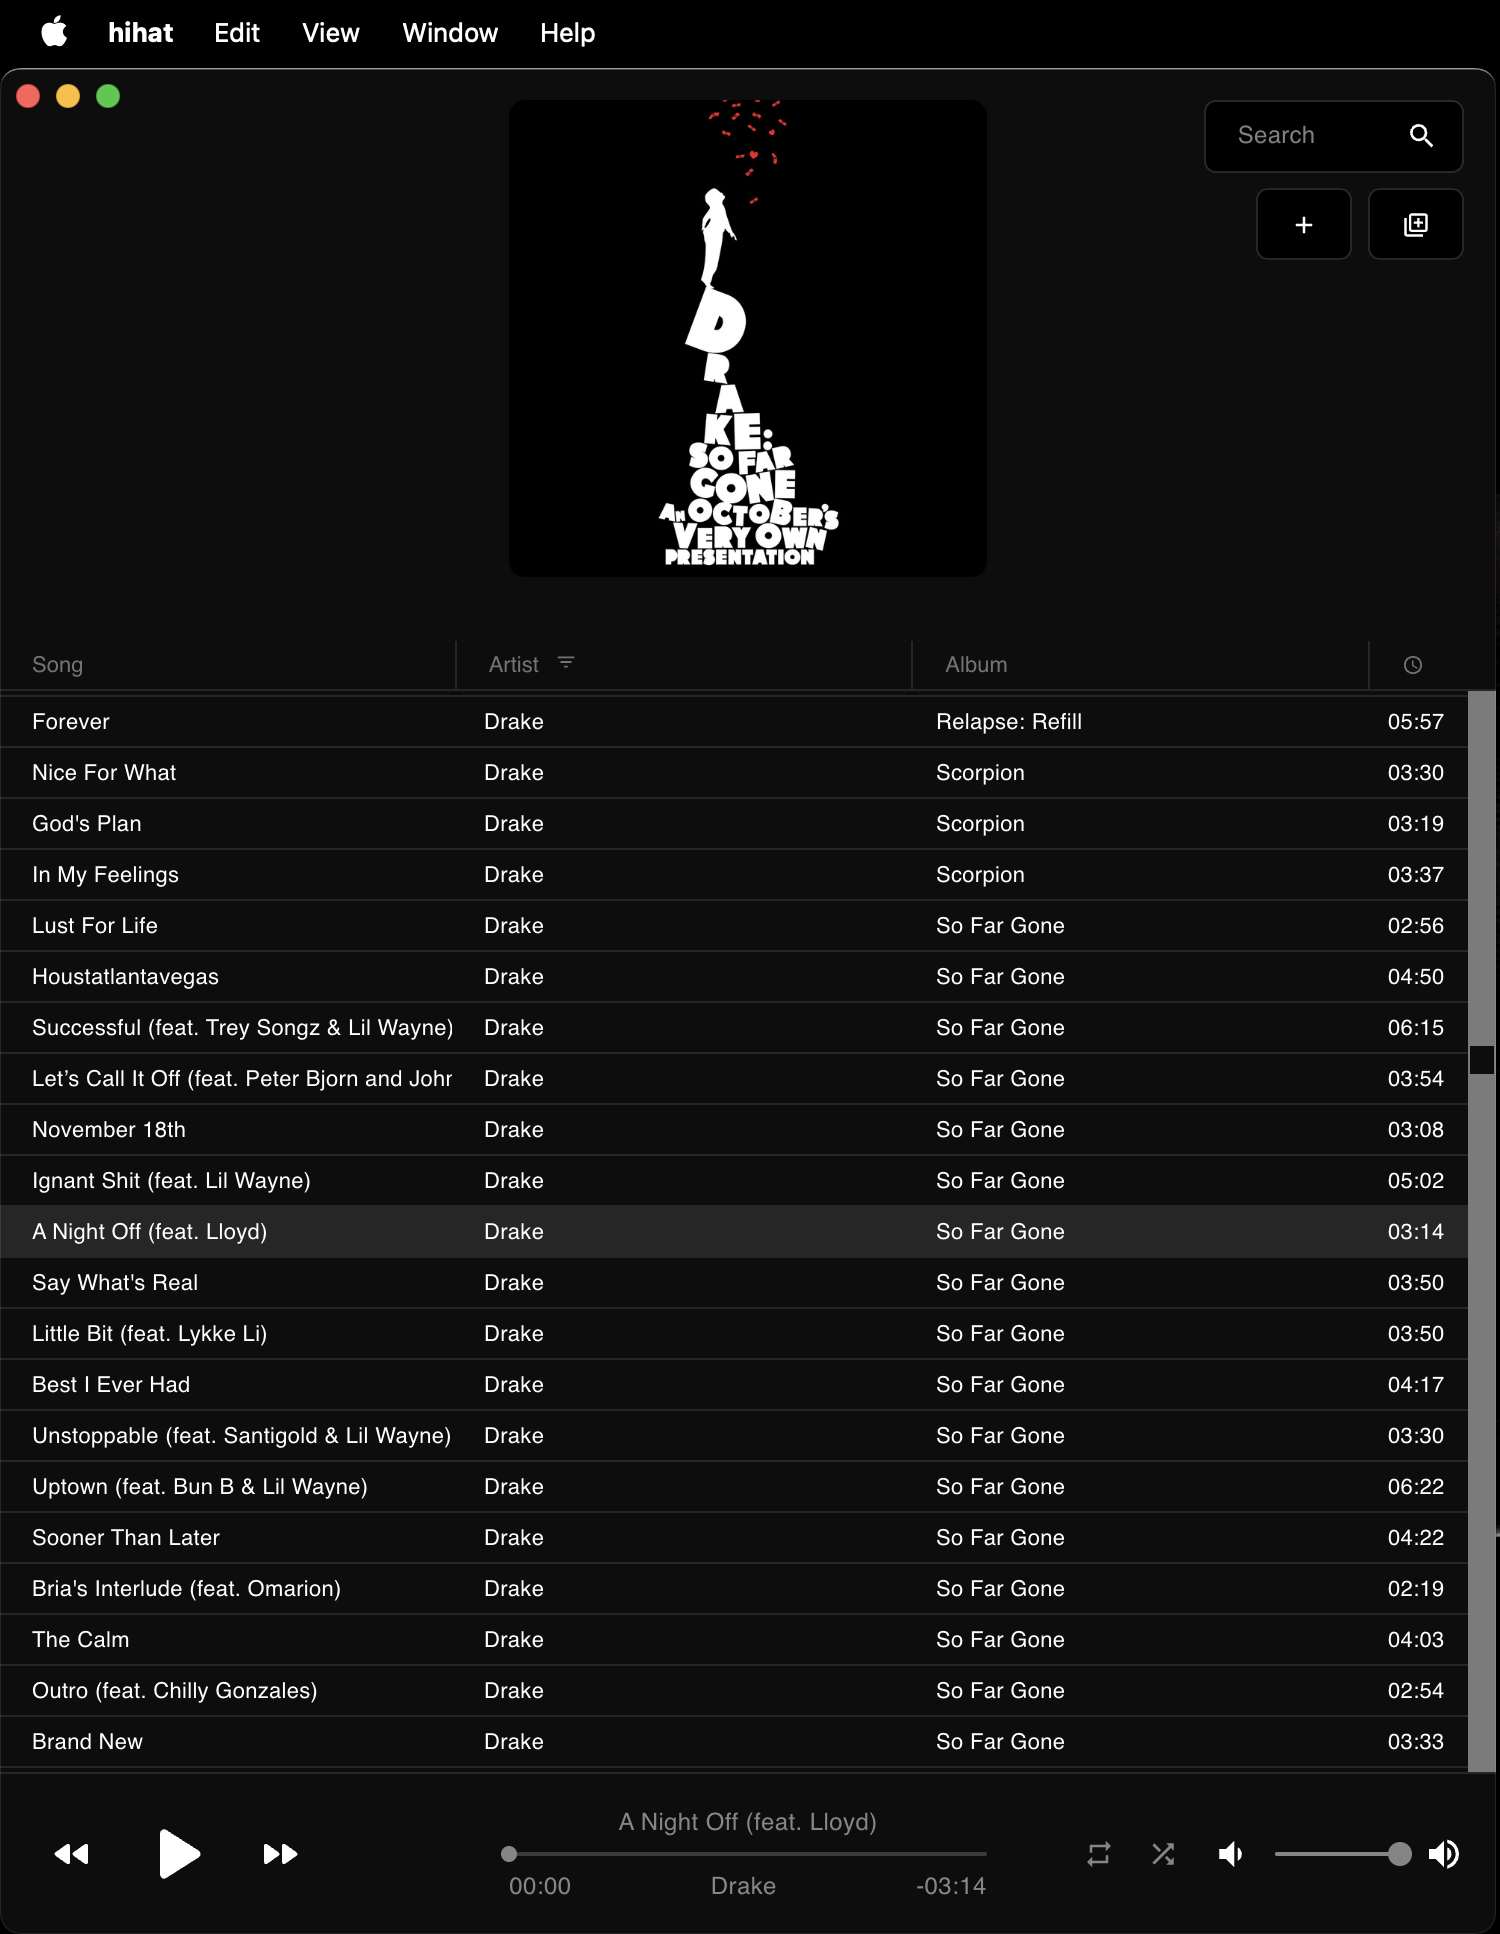 hihat Edit View Window Help
Search
DRAKE:
SO FAR
GONE
AN OCTOBER'S
VERY OWN
PRESENTATION
Song Artist Album
Forever Drake Relapse: Refill 05:57
Nice For What Drake Scorpion 03:30
God's Plan Drake Scorpion 03:19
In My Feelings Drake Scorpion 03:37
Lust For Life Drake So Far Gone 02:56
Houstatlantavegas Drake So Far Gone 04:50
Successful (feat. Trey Songz & Lil Wayne) Drake So Far Gone 06:15
Let’s Call It Off (feat. Peter Bjorn and John Drake So Far Gone 03:54
November 18th Drake So Far Gone 03:08
Ignant Shit (feat. Lil Wayne) Drake So Far Gone 05:02
A Night Off (feat. Lloyd) Drake So Far Gone 03:14
Say What's Real Drake So Far Gone 03:50
Little Bit (feat. Lykke Li) Drake So Far Gone 03:50
Best I Ever Had Drake So Far Gone 04:17
Unstoppable (feat. Santigold & Lil Wayne) Drake So Far Gone 03:30
Uptown (feat. Bun B & Lil Wayne) Drake So Far Gone 06:22
Sooner Than Later Drake So Far Gone 04:22
Bria's Interlude (feat. Omarion) Drake So Far Gone 02:19
The Calm Drake So Far Gone 04:03
Outro (feat. Chilly Gonzales) Drake So Far Gone 02:54
Brand New Drake So Far Gone 03:33
A Night Off (feat. Lloyd)
00:00 Drake -03:14